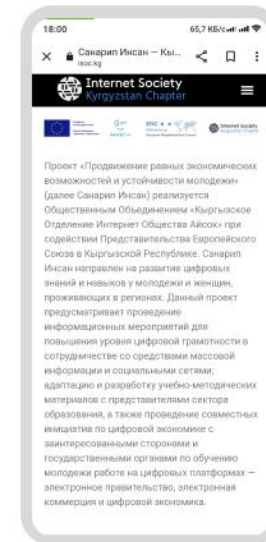 18:00 65,7 КБ/с
Санарип Инсан — Кы...
isoc.kg
Internet Society
Kyrgyzstan Chapter
Internet Society
Проект «Продвижение равных экономических
возможностей и устойчивости молодежи»
(далее Санарип Инсан) реализуется
Общественным Объединением «Кыргызское
Отделение Интернет Общества Айсок» при
содействии Представительства Европейского
Союза в Кыргызской Республике. Санарип
Инсан направлен на развитие цифровых
знаний и навыков у молодежи и женщин,
проживающих в регионах. Данный проект
предусматривает проведение
информационных мероприятий для
повышения уровня цифровой грамотности в
сотрудничестве со средствами массовой
информации и социальными сетями;
адаптацию и разработку учебно-методических
материалов с представителями сектора
образования, а также проведение совместных
инициатив по цифровой экономике с
заинтересованными сторонами и
государственными органами по обучению
молодежи работе на цифровых платформах —
электронное правительство, электронная
коммерция и цифровой экономика.